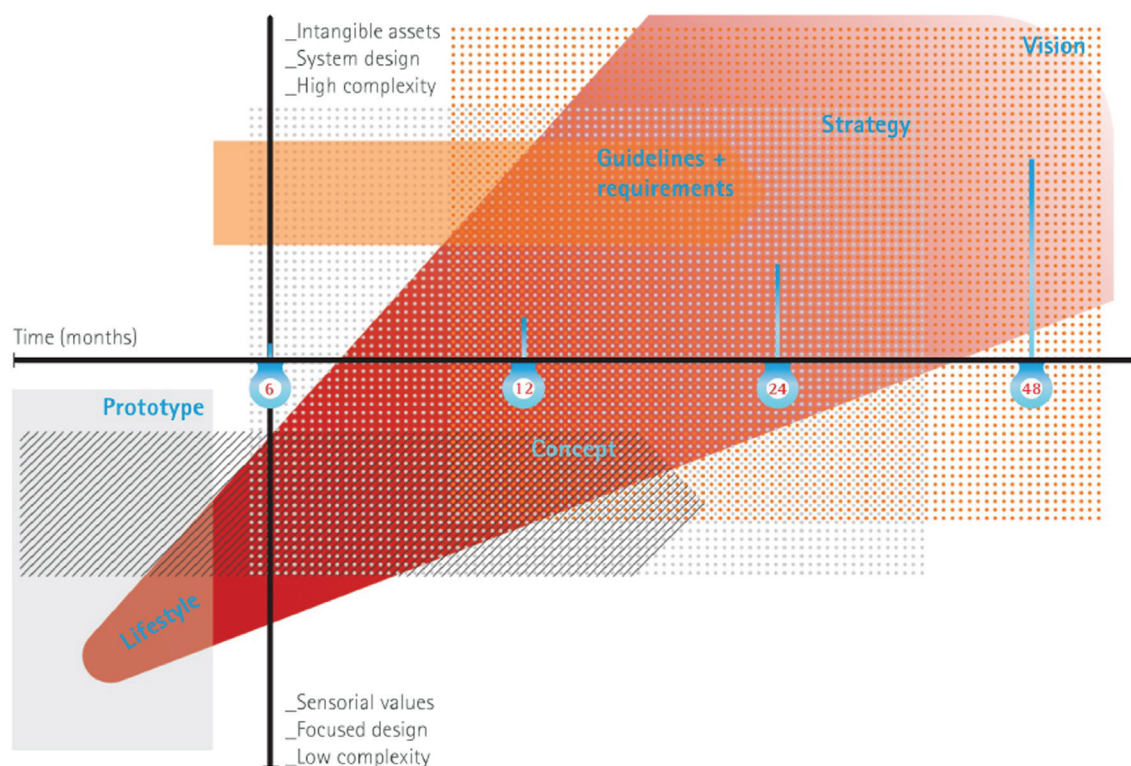 _Intangible assets
_System design
_High complexity
Vision
Strategy
Guidelines +
requirements
Time (months)
6
12
24
48
Prototype
Concept
Lifestyle
_Sensorial values
_Focused design
_Low complexity